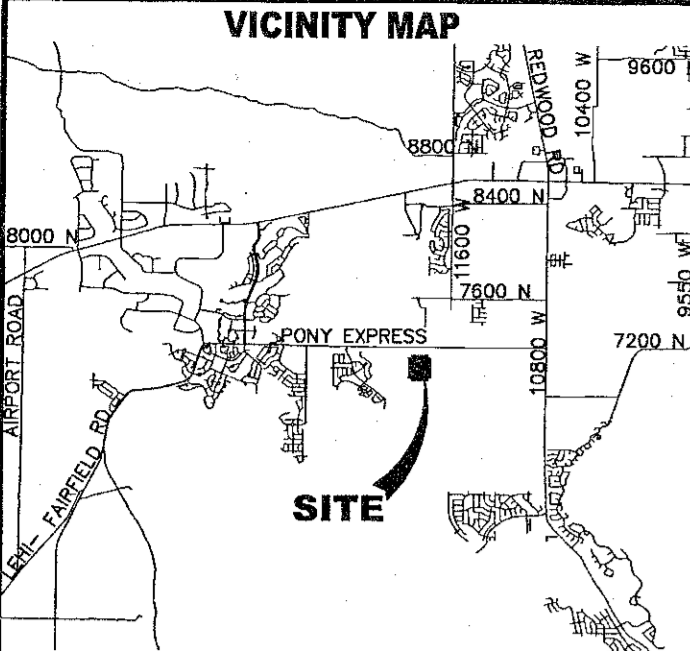 VICINITY MAP
REDWOOD RD
10400 W
9600
8800 N
8400 N
11600 W
8000 N
7600 N
9550 W
PONY EXPRESS
10800 W
7200 N
AIRPORT ROAD
LEHI- FAIRFIELD RD
SITE